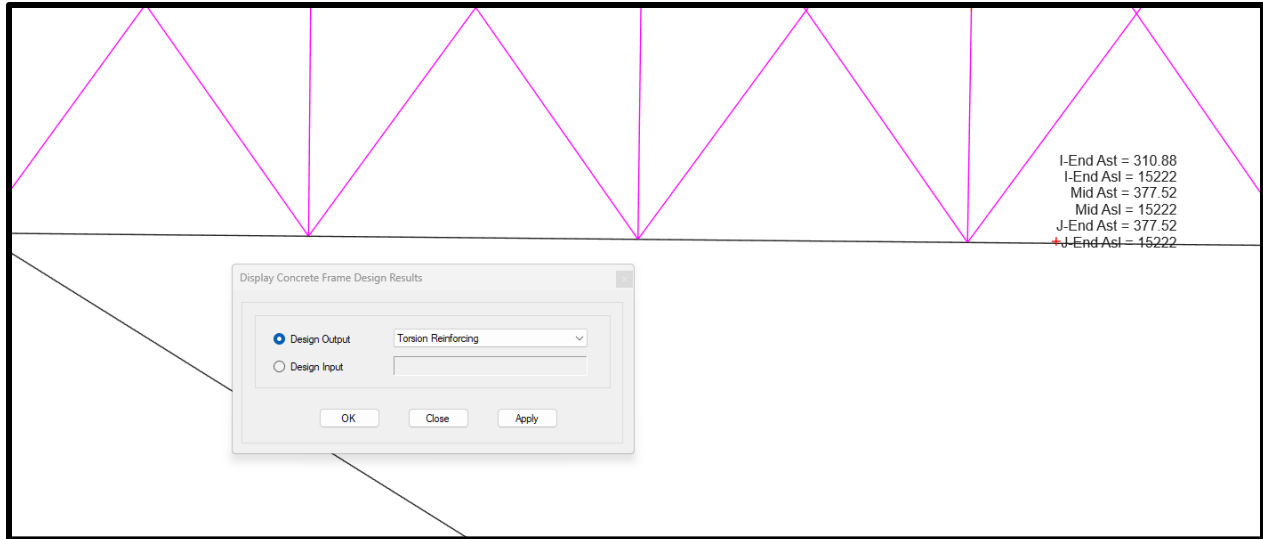 I-End Ast = 310.88
I-End Asl = 15222
Mid Ast = 377.52
Mid Asl = 15222
J-End Ast = 377.52
J-End Asl = 15222
Display Concrete Frame Design Results
Design Output
Torsion Reinforcing
Design Input
OK
Close
Apply